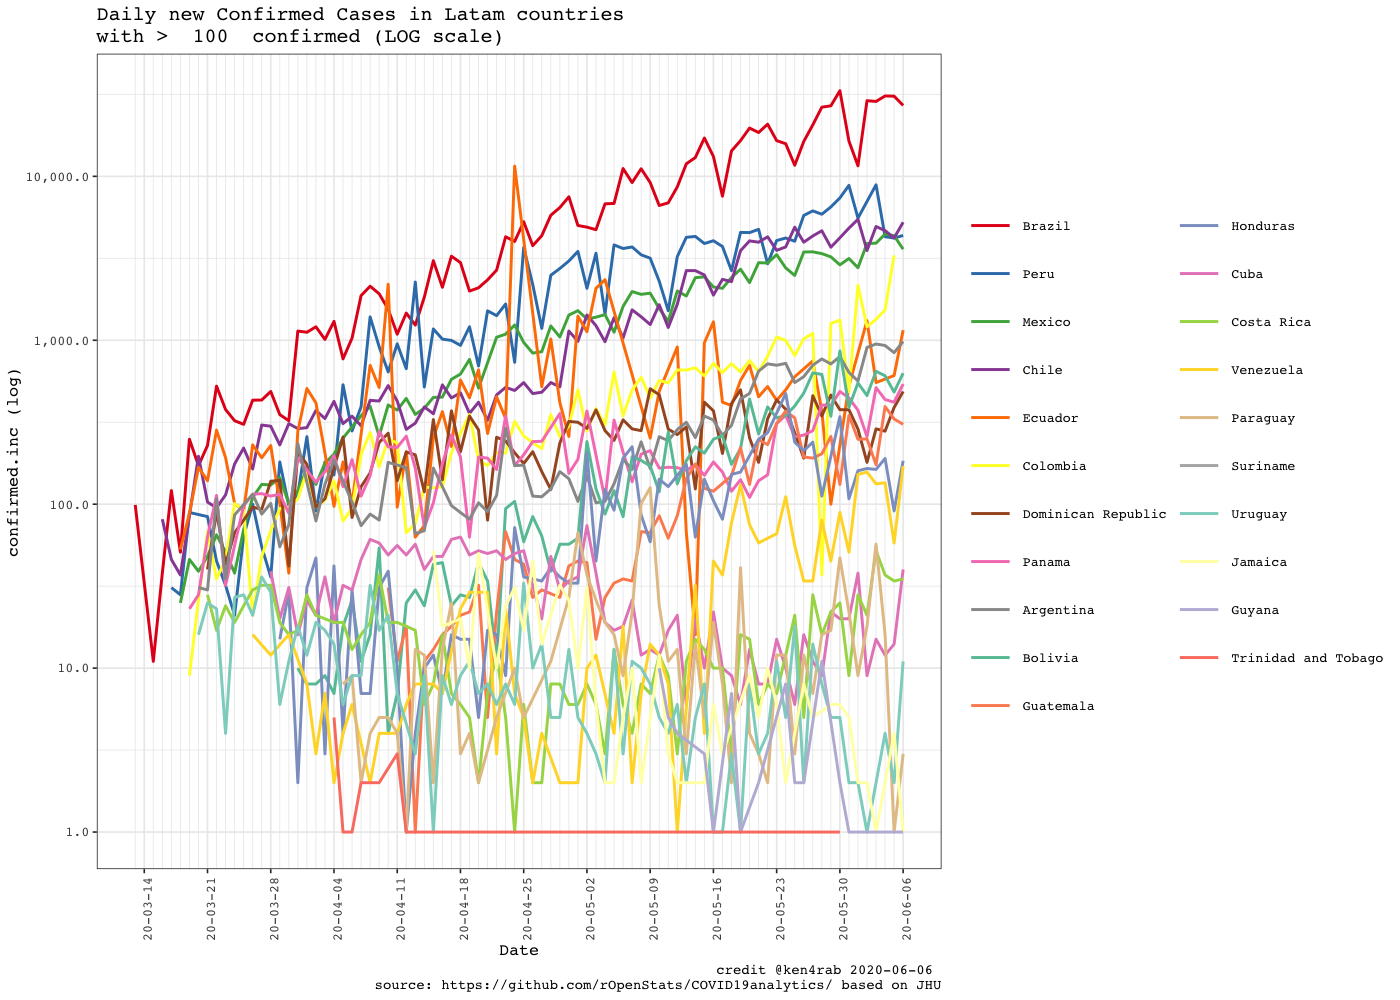 Daily new Confirmed Cases in Latam countries
with >  100  confirmed (LOG scale)
confirmed.inc (log)
10,000.0
1,000.0
100.0
10.0
1.0
20-03-14
20-03-21
20-03-28
20-04-04
20-04-11
20-04-18
20-04-25
20-05-02
20-05-09
20-05-16
20-05-23
20-05-30
20-06-06
Date
Brazil
Peru
Mexico
Chile
Ecuador
Colombia
Dominican Republic
Panama
Argentina
Bolivia
Guatemala
Honduras
Cuba
Costa Rica
Venezuela
Paraguay
Suriname
Uruguay
Jamaica
Guyana
Trinidad and Tobago
credit @ken4rab 2020-06-06
source: https://github.com/rOpenStats/COVID19analytics/ based on JHU